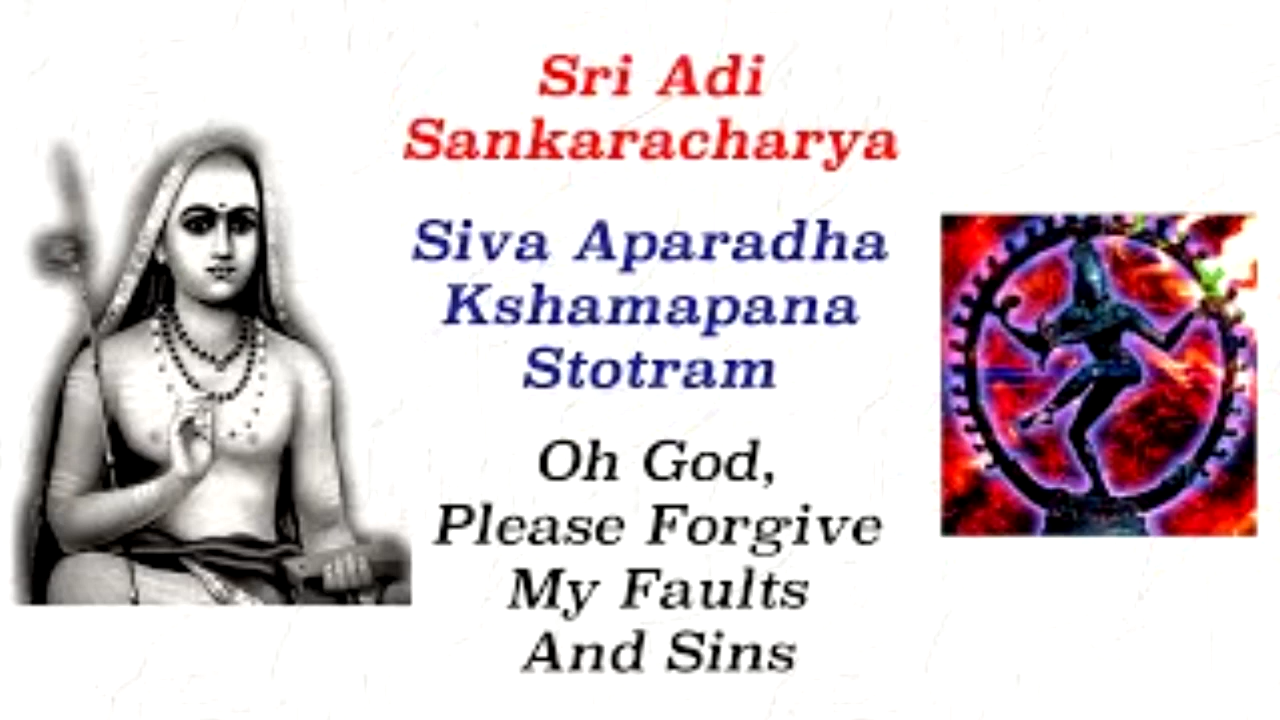 Sri Adi
Sankaracharya
Siva Aparadha
Kshamapana
Stotram
Oh God,
Please Forgive
My Faults
And Sins